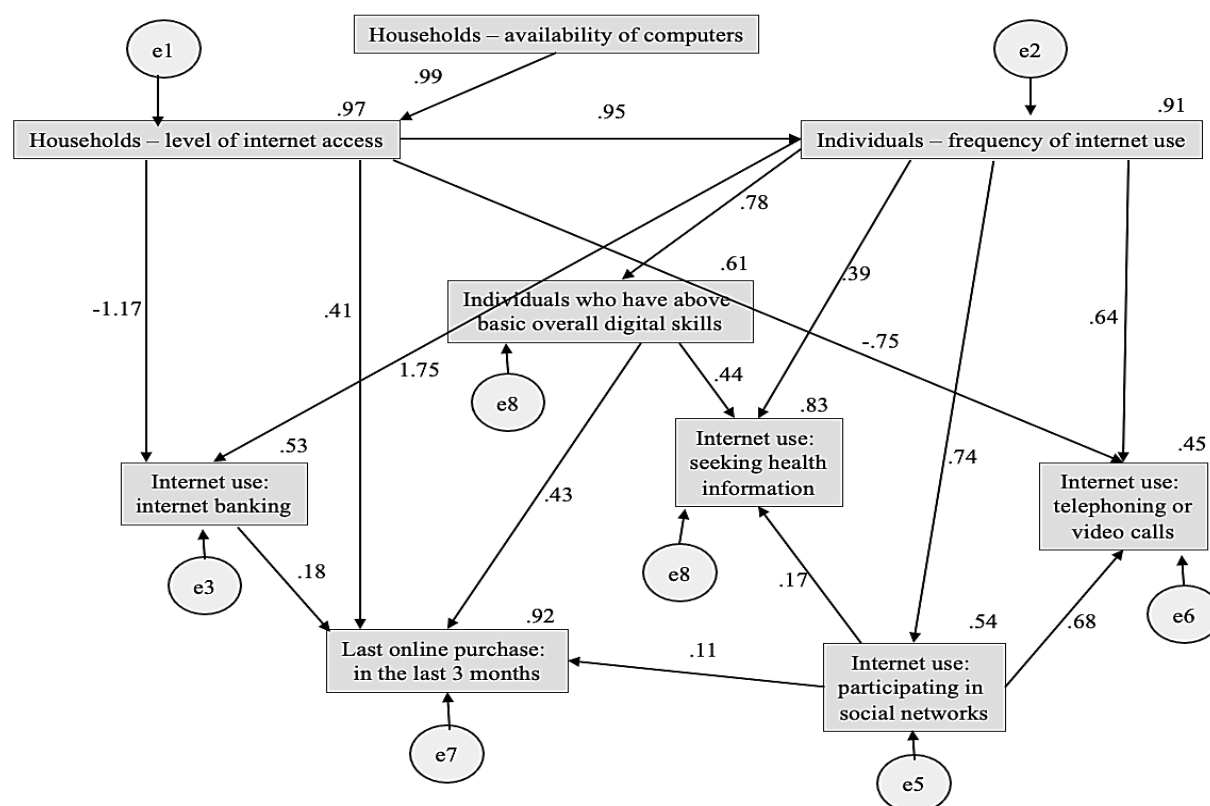 Households – availability of computers
e1
e2
.99
.97
.95
.91
Households – level of internet access
Individuals – frequency of internet use
.78
.61
.39
Individuals who have above
basic overall digital skills
-1.17
.41
.64
-.75
1.75
.44
e8
.83
.53
.45
Internet use:
internet banking
Internet use:
seeking health
information
.74
Internet use:
telephoning or
video calls
.43
e3
.18
e8
.17
e6
.92
.54
.68
Last online purchase:
in the last 3 months
.11
Internet use:
participating in
social networks
e7
e5